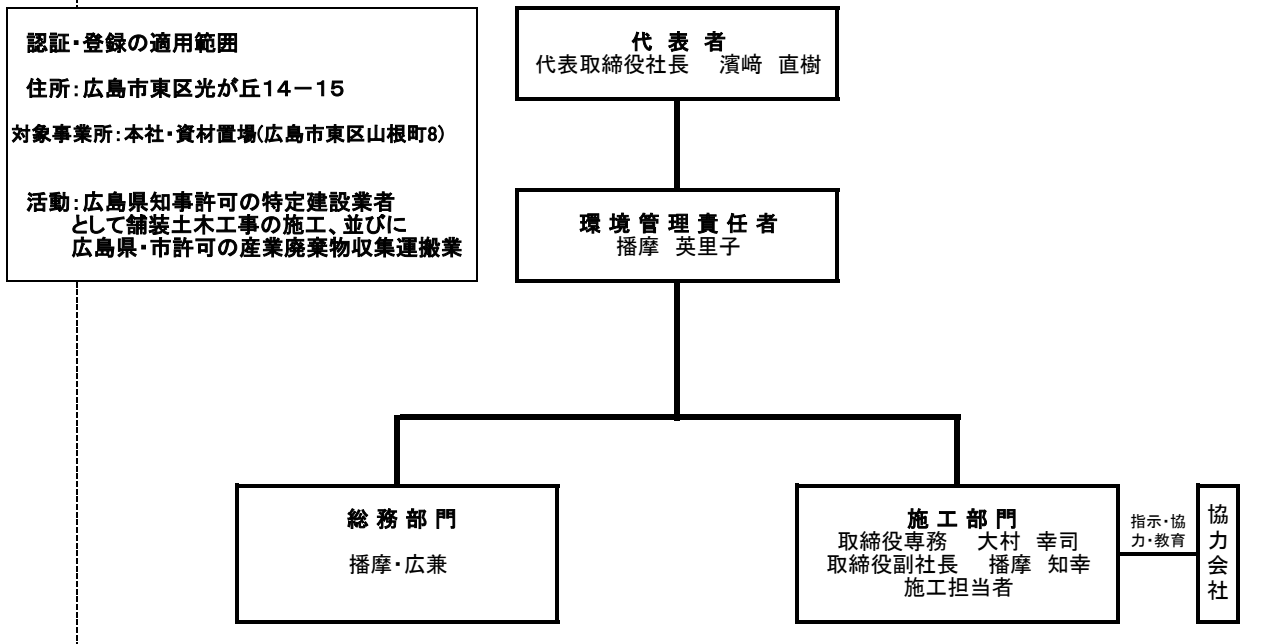 認証・登録の適用範囲
住所：広島市東区光が丘１４－１５
対象事業所：本社・資材置場(広島市東区山根町8)
活動：広島県知事許可の特定建設業者
として舗装土木工事の施工、並びに
広島県・市許可の産業廃棄物収集運搬業
代 表 者
代表取締役社長　濱﨑 直樹
環 境 管 理 責 任 者
播摩 英里子
総 務 部 門
播摩・広兼
施 工 部 門
取締役専務　大村 幸司
取締役副社長　播摩 知幸
施工担当者
指示・協
力・教育
協
力
会
社